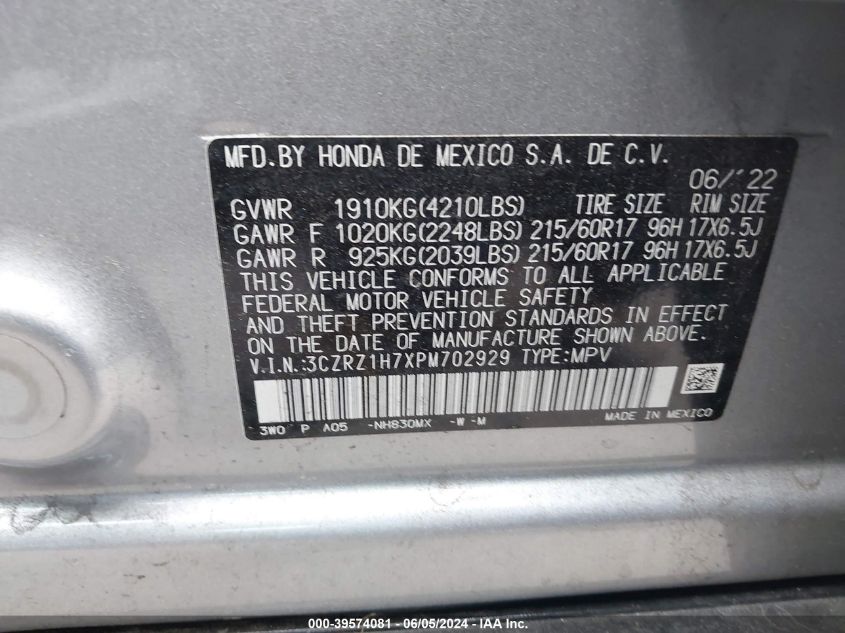 MFD.BY HONDA DE MEXICO S.A. DE C.V.
06/'22
GVWR 1910KG(4210LBS) TIRE SIZE RIM SIZE
GAWR F 1020KG(2248LBS) 215/60R17 96H 17X6.5J
GAWR R 925KG(2039LBS) 215/60R17 96H 17X6.5J
THIS VEHICLE CONFORMS TO ALL APPLICABLE
FEDERAL MOTOR VEHICLE SAFETY
AND THEFT PREVENTION STANDARDS IN EFFECT
ON THE DATE OF MANUFACTURE SHOWN ABOVE.
V.I.N.:3CZRZ1H7XPM702929 TYPE:MPV
3W0 P A05 -NH830MX -W -M MADE IN MEXICO
000-39574081 - 06/05/2024 - IAA Inc.